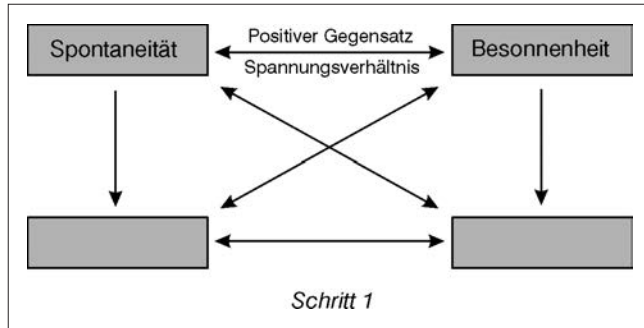 Spontaneität
Positiver Gegensatz
Spannungsverhältnis
Besonnenheit
Schritt 1